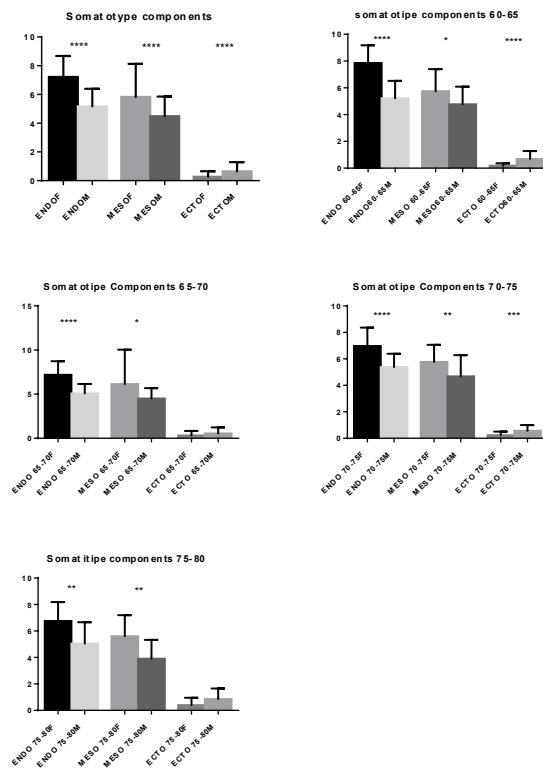 Somatotype components
**** **** ****
10
8
6
4
2
0
ENDOF ENDOM MESOF MESOM ECTOF ECTOM
somatotipe components 60-65
**** * ****
10
8
6
4
2
0
ENDO 60-65F ENDO60-65M MESO 60-65F MESO60-65M ECTO 60-65F ECTO60-65M
Somatotipe Components 65-70
**** *
15
10
5
0
ENDO 65-70F ENDO 65-70M MESO 65-70F MESO 65-70M ECTO 65-70F ECTO 65-70M
Somatotipe Components 70-75
**** ** ***
10
8
6
4
2
0
ENDO 70-75F ENDO 70-75M MESO 70-75F MESO 70-75M ECTO 70-75F ECTO 70-75M
Somatitipe components 75-80
** **
10
8
6
4
2
0
ENDO 75-80F ENDO 75-80M MESO 75-80F MESO 75-80M ECTO 75-80F ECTO 75-80M